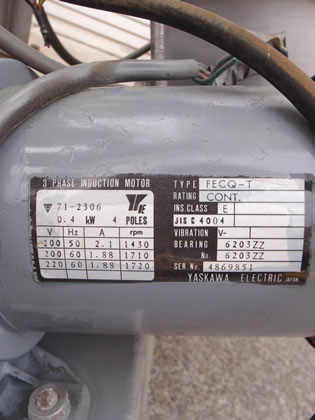 3 PHASE INDUCTION MOTOR
71-2306
0.4 kW 4 POLES
V Hz A rpm
200 50 2.1 1430
200 60 1.88 1710
220 60 1.88 1720
TYPE FECQ-T
RATING CONT.
INS.CLASS E
JIS C 4004
VIBRATION V-
BEARING 6203ZZ
No. 6203ZZ
SER No. 4869851
YASKAWA ELECTRIC JAPAN